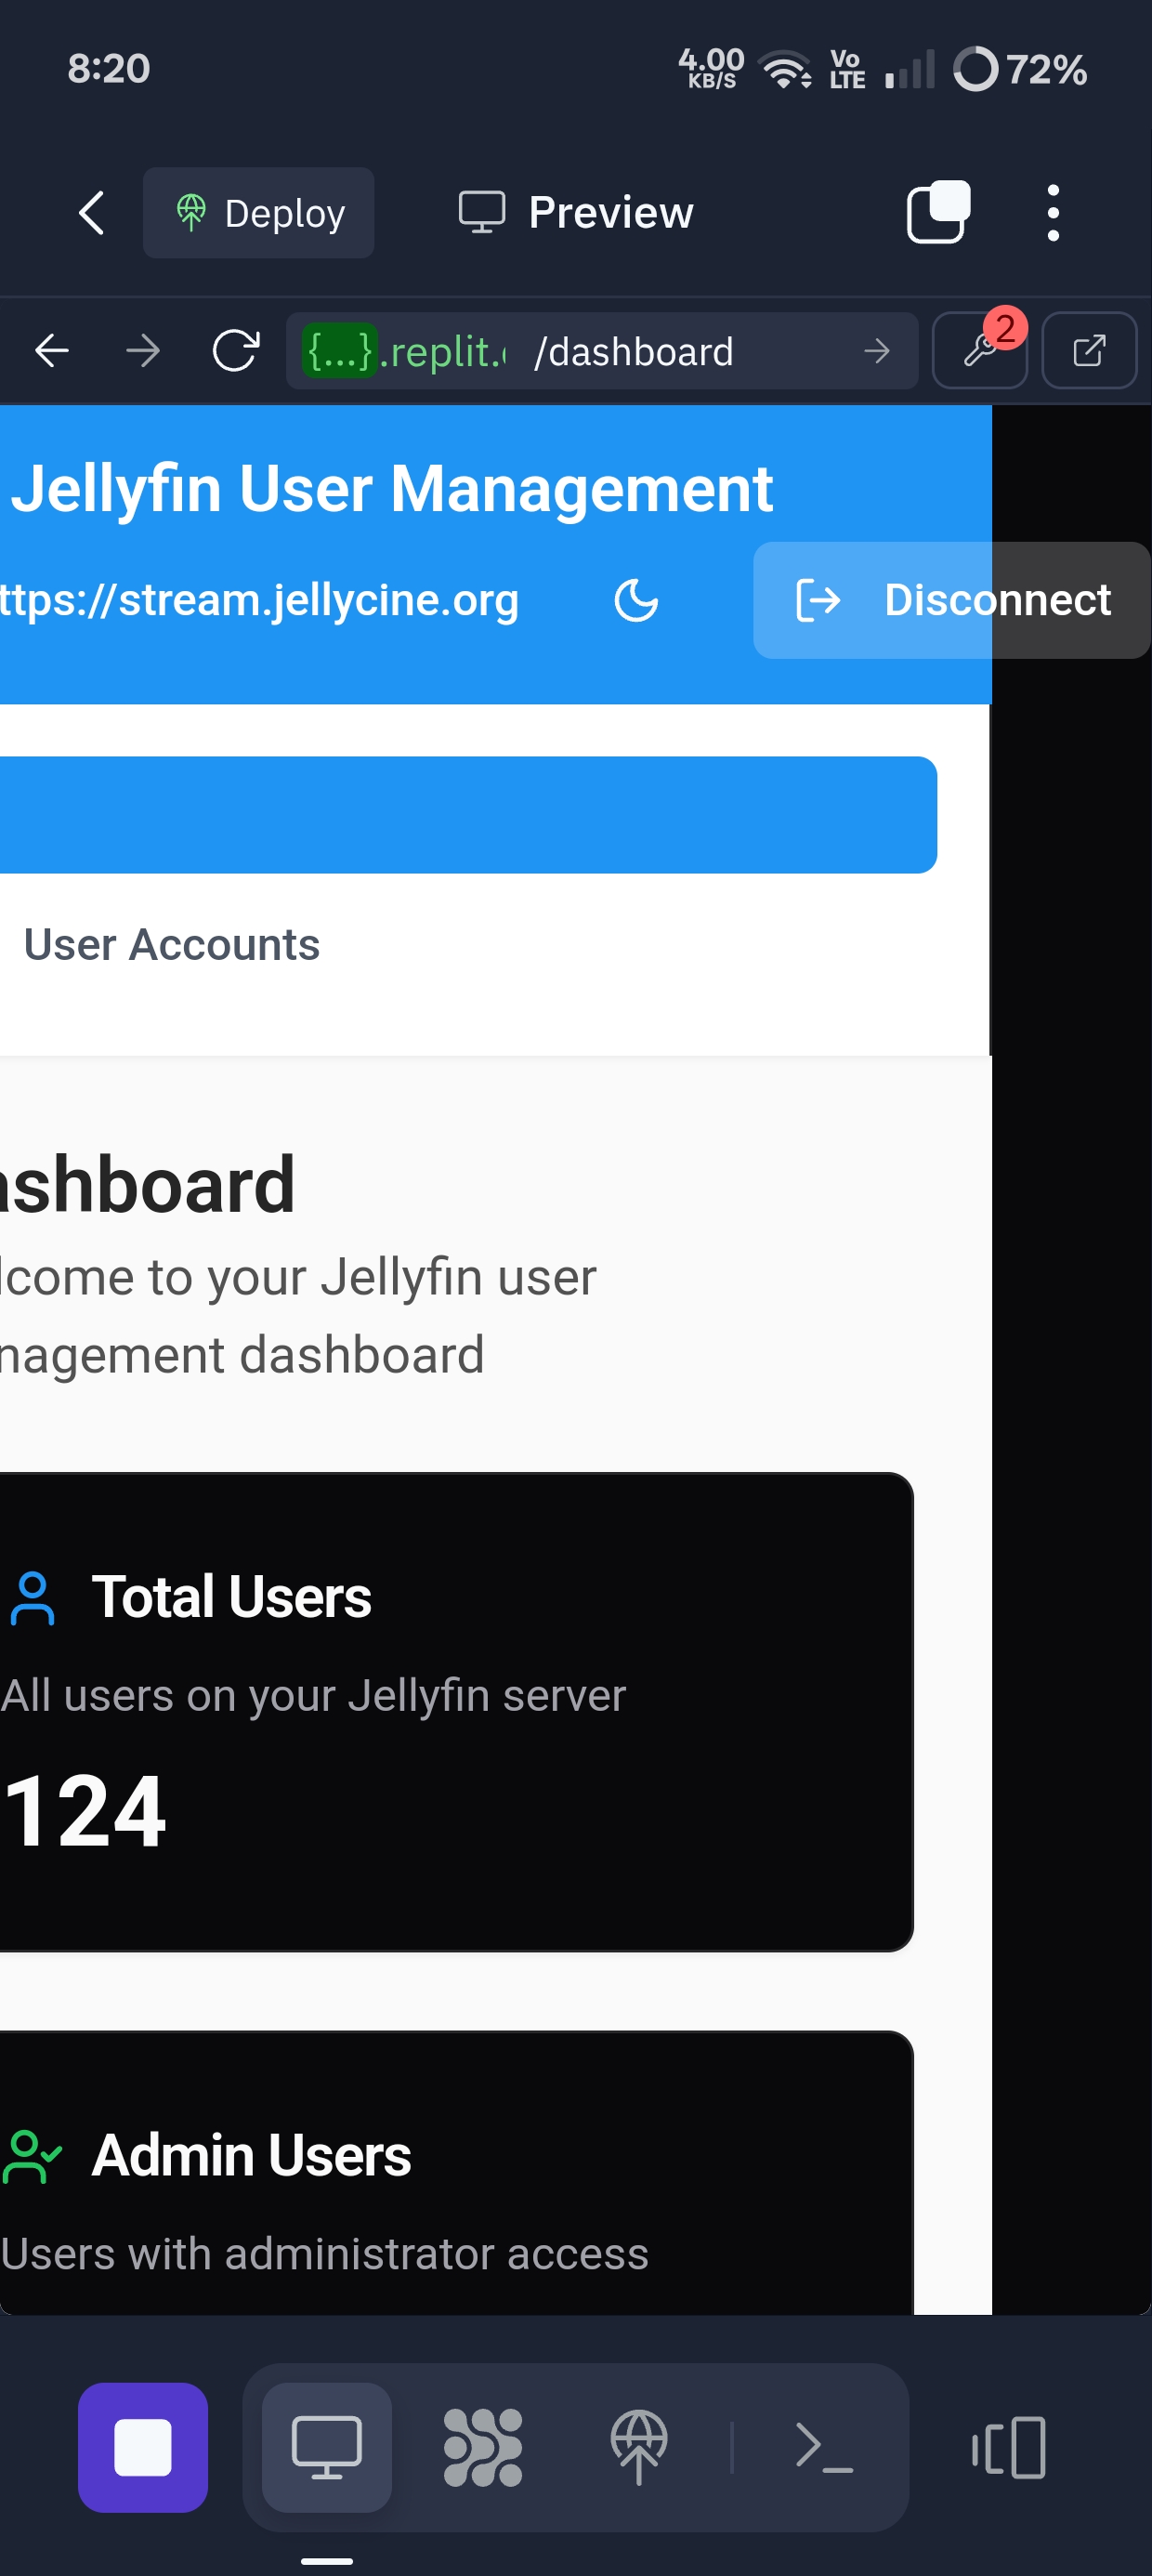 8:20
4.00 KB/S Vo LTE 72%
Deploy Preview
{...}.replit. /dashboard 2
Jellyfin User Management
ttps://stream.jellycine.org Disconnect
User Accounts
ashboard
lcome to your Jellyfin user
nagement dashboard
Total Users
All users on your Jellyfin server
124
Admin Users
Users with administrator access